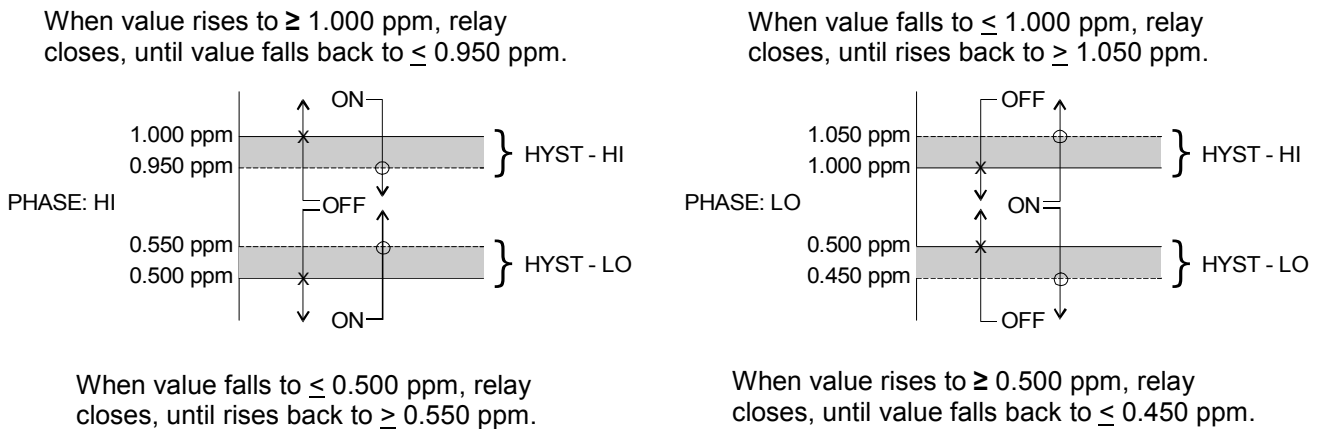 When value rises to ≥ 1.000 ppm, relay
closes, until value falls back to ≤ 0.950 ppm.
ON
1.000 ppm
0.950 ppm
HYST - HI
PHASE: HI
OFF
0.550 ppm
0.500 ppm
HYST - LO
ON
When value falls to ≤ 0.500 ppm, relay
closes, until rises back to ≥ 0.550 ppm.
When value falls to ≤ 1.000 ppm, relay
closes, until rises back to ≥ 1.050 ppm.
OFF
1.050 ppm
1.000 ppm
HYST - HI
PHASE: LO
ON
0.500 ppm
0.450 ppm
HYST - LO
OFF
When value rises to ≥ 0.500 ppm, relay
closes, until value falls back to ≤ 0.450 ppm.